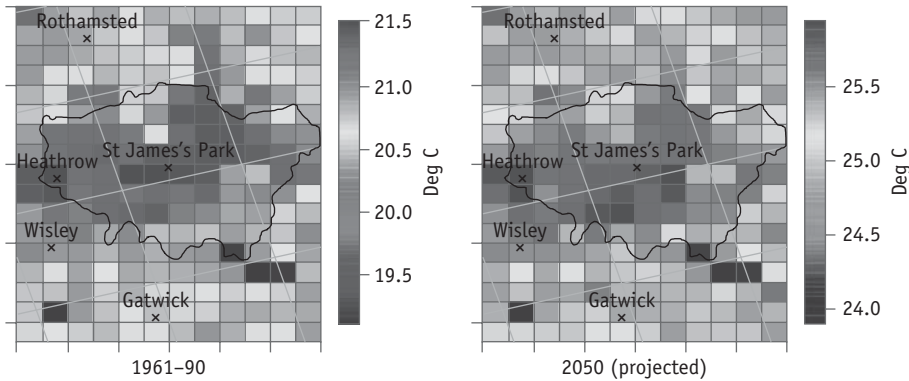 Rothamsted
St James's Park
Heathrow
Wisley
Gatwick
1961–90
21.5
21.0
20.5
20.0
19.5
Deg C
Rothamsted
St James's Park
Heathrow
Wisley
Gatwick
2050 (projected)
25.5
25.0
24.5
24.0
Deg C